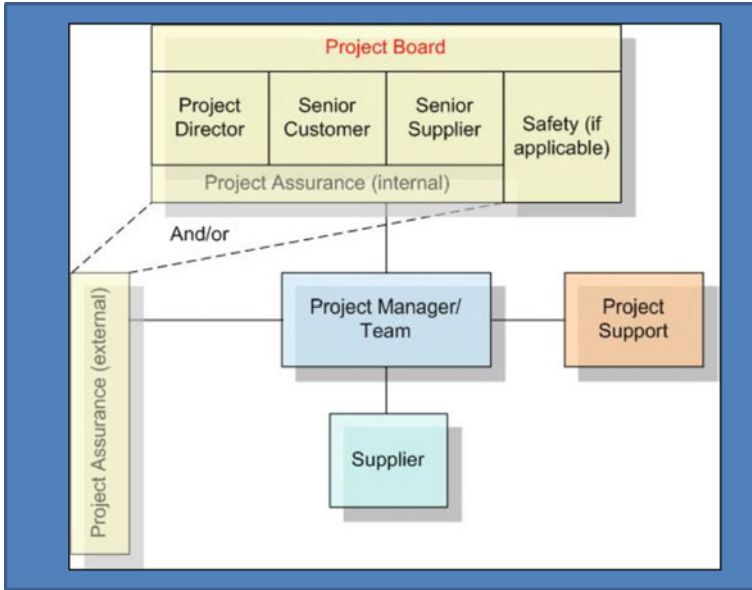 Project Board
Project
Director
Senior
Customer
Senior
Supplier
Safety (if
applicable)
Project Assurance (internal)
And/or
Project Assurance (external)
Project Manager/
Team
Project
Support
Supplier